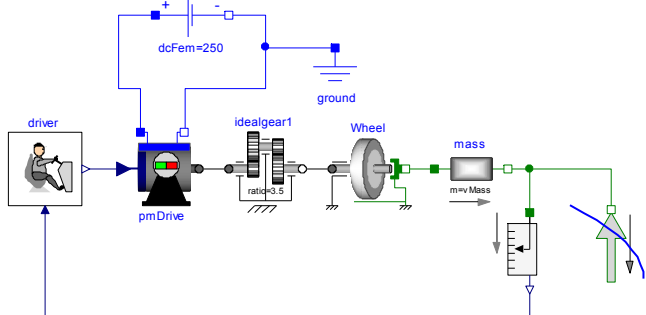 + -
dcFem=250
ground
driver
idealgear1
Wheel
mass
ratio=3.5
m=vMass
pmDrive